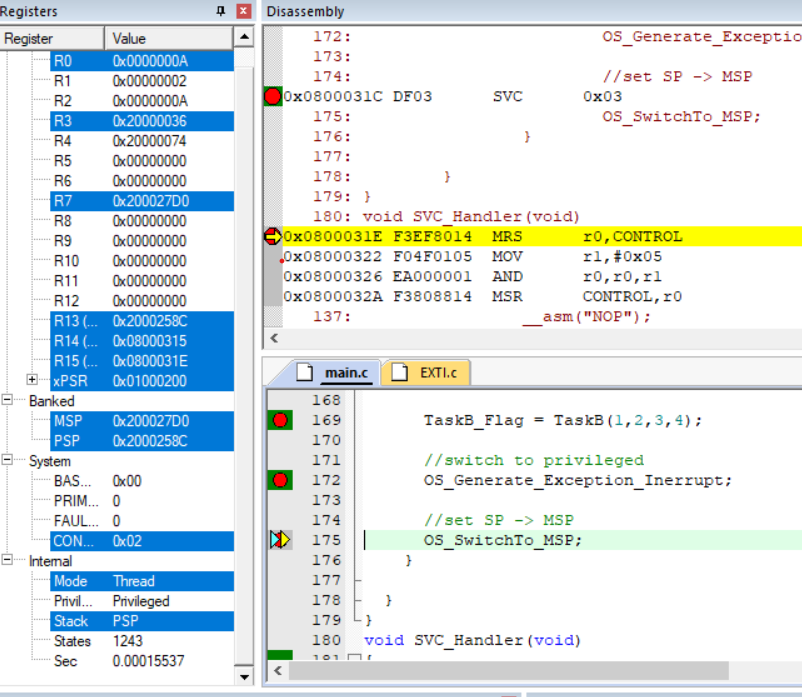 Registers
Register Value
R0 0x0000000A
R1 0x00000002
R2 0x0000000A
R3 0x20000036
R4 0x20000074
R5 0x00000000
R6 0x00000000
R7 0x200027D0
R8 0x00000000
R9 0x00000000
R10 0x00000000
R11 0x00000000
R12 0x00000000
R13 (... 0x2000258C
R14 (... 0x08000315
R15 (... 0x0800031E
xPSR 0x01000200
Banked
MSP 0x200027D0
PSP 0x2000258C
System
BAS... 0x00
PRIM... 0
FAUL... 0
CON... 0x02
Internal
Mode Thread
Privil... Privileged
Stack PSP
States 1243
Sec 0.00015537
Disassembly
172: OS_Generate_Exceptio
173:
174: //set SP -> MSP
0x0800031C DF03 SVC 0x03
175: OS_SwitchTo_MSP;
176: }
177:
178: }
179: }
180: void SVC_Handler(void)
0x0800031E F3EF8014 MRS r0,CONTROL
0x08000322 F04F0105 MOV r1,#0x05
0x08000326 EA000001 AND r0,r0,r1
0x0800032A F3808814 MSR CONTROL,r0
137: __asm("NOP");
main.c EXTI.c
168
169 TaskB_Flag = TaskB(1,2,3,4);
170
171 //switch to privileged
172 OS_Generate_Exception_Inerrupt;
173
174 //set SP -> MSP
175 OS_SwitchTo_MSP;
176 }
177
178 }
179 }
180 void SVC_Handler(void)
181 {